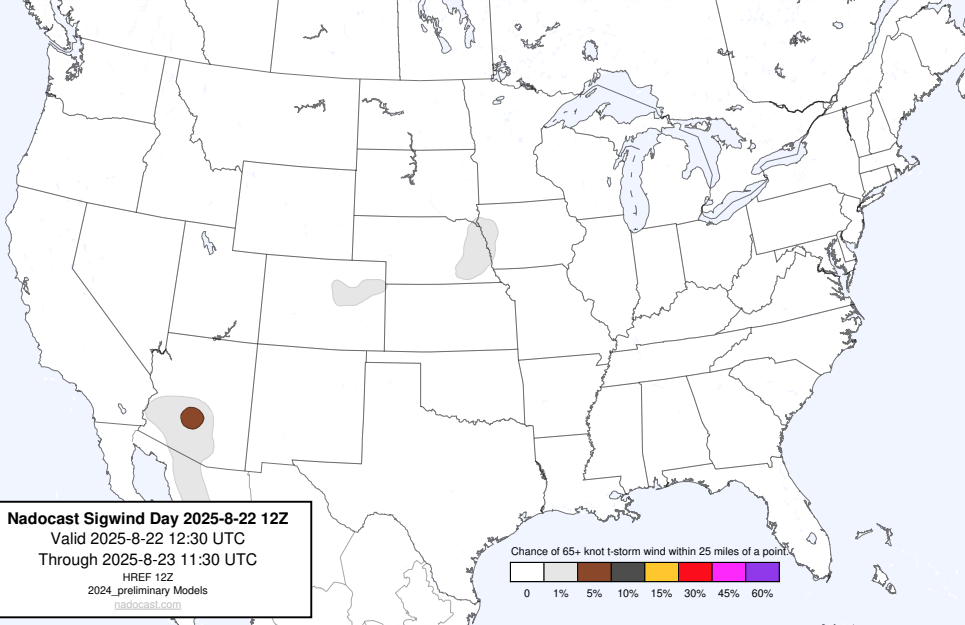 Nadocast Sigwind Day 2025-8-22 12Z
Valid 2025-8-22 12:30 UTC
Through 2025-8-23 11:30 UTC
HREF 12Z
2024_preliminary Models
nadocast.com
Chance of 65+ knot t-storm wind within 25 miles of a point.
0 1% 5% 10% 15% 30% 45% 60%